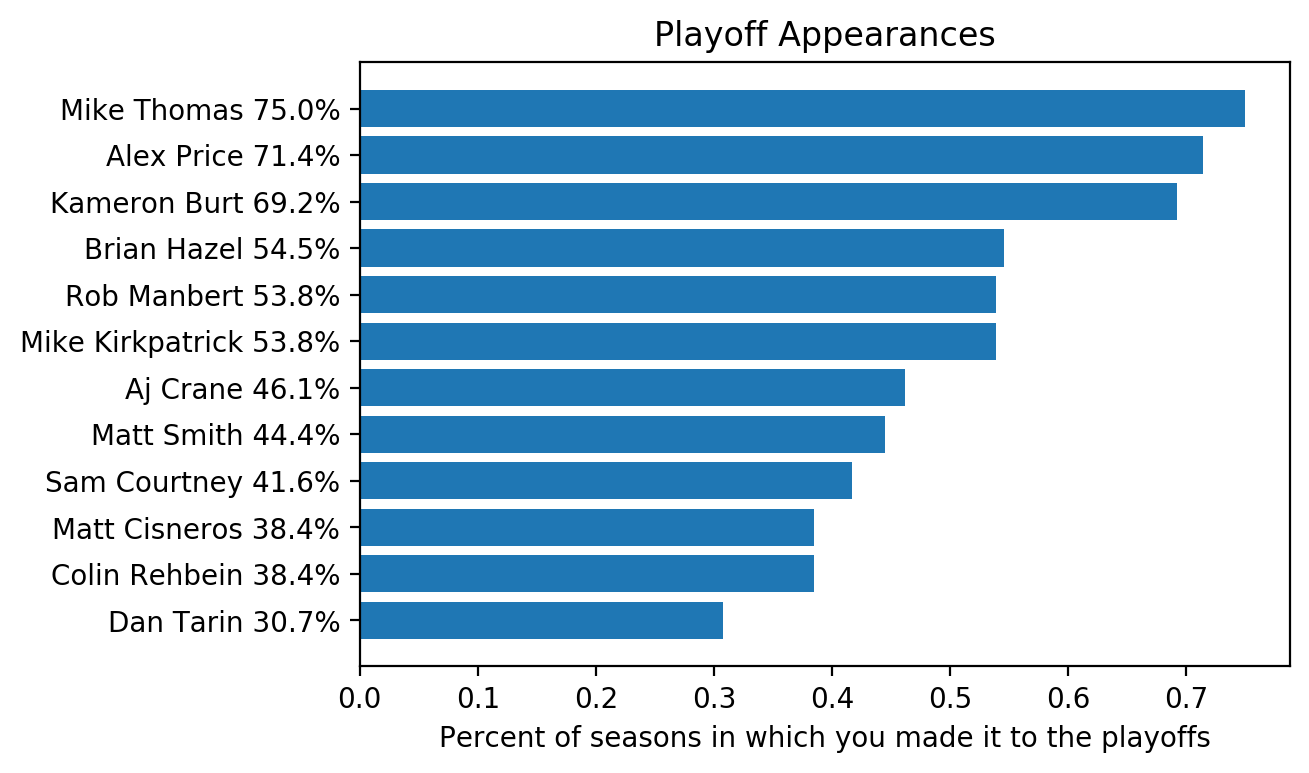 Playoff Appearances
Mike Thomas 75.0%
Alex Price 71.4%
Kameron Burt 69.2%
Brian Hazel 54.5%
Rob Manbert 53.8%
Mike Kirkpatrick 53.8%
Aj Crane 46.1%
Matt Smith 44.4%
Sam Courtney 41.6%
Matt Cisneros 38.4%
Colin Rehbein 38.4%
Dan Tarin 30.7%
0.0 0.1 0.2 0.3 0.4 0.5 0.6 0.7
Percent of seasons in which you made it to the playoffs